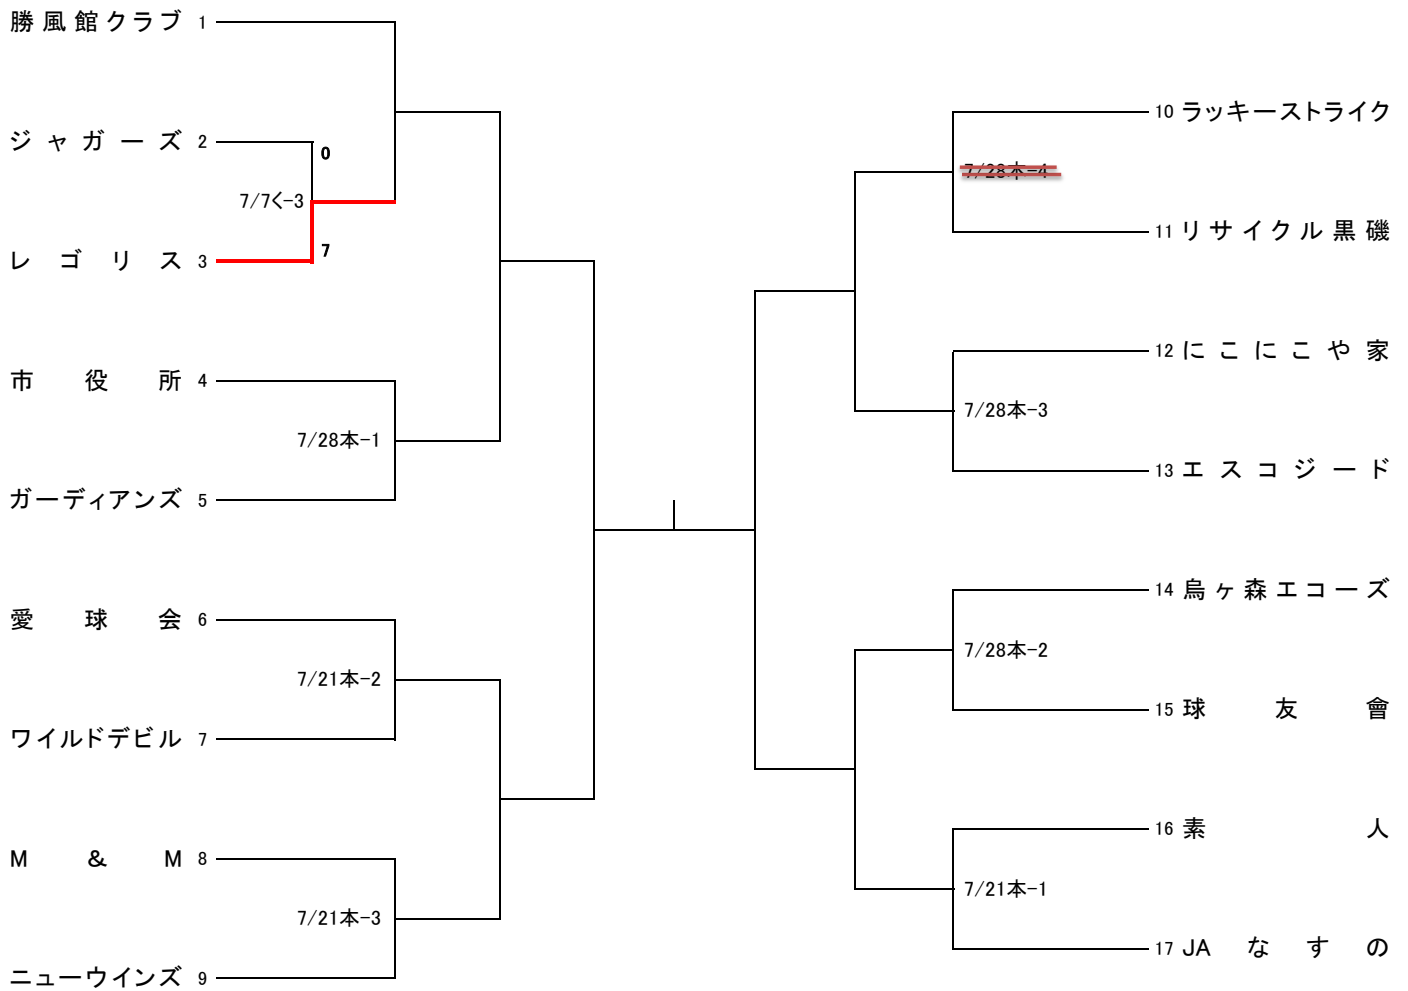 勝風館クラブ 1
ジャガーズ 2
0
7/7く-3
7
レゴリス 3
市役所 4
7/28本-1
ガーディアンズ 5
愛球会 6
7/21本-2
ワイルドデビル 7
M&M 8
7/21本-3
ニューウインズ 9
10 ラッキーストライク
7/28本-4
11 リサイクル黒磯
12 にこにこや家
7/28本-3
13 エスコジード
14 烏ヶ森エコーズ
7/28本-2
15 球友會
16 素人
7/21本-1
17 JAなすの